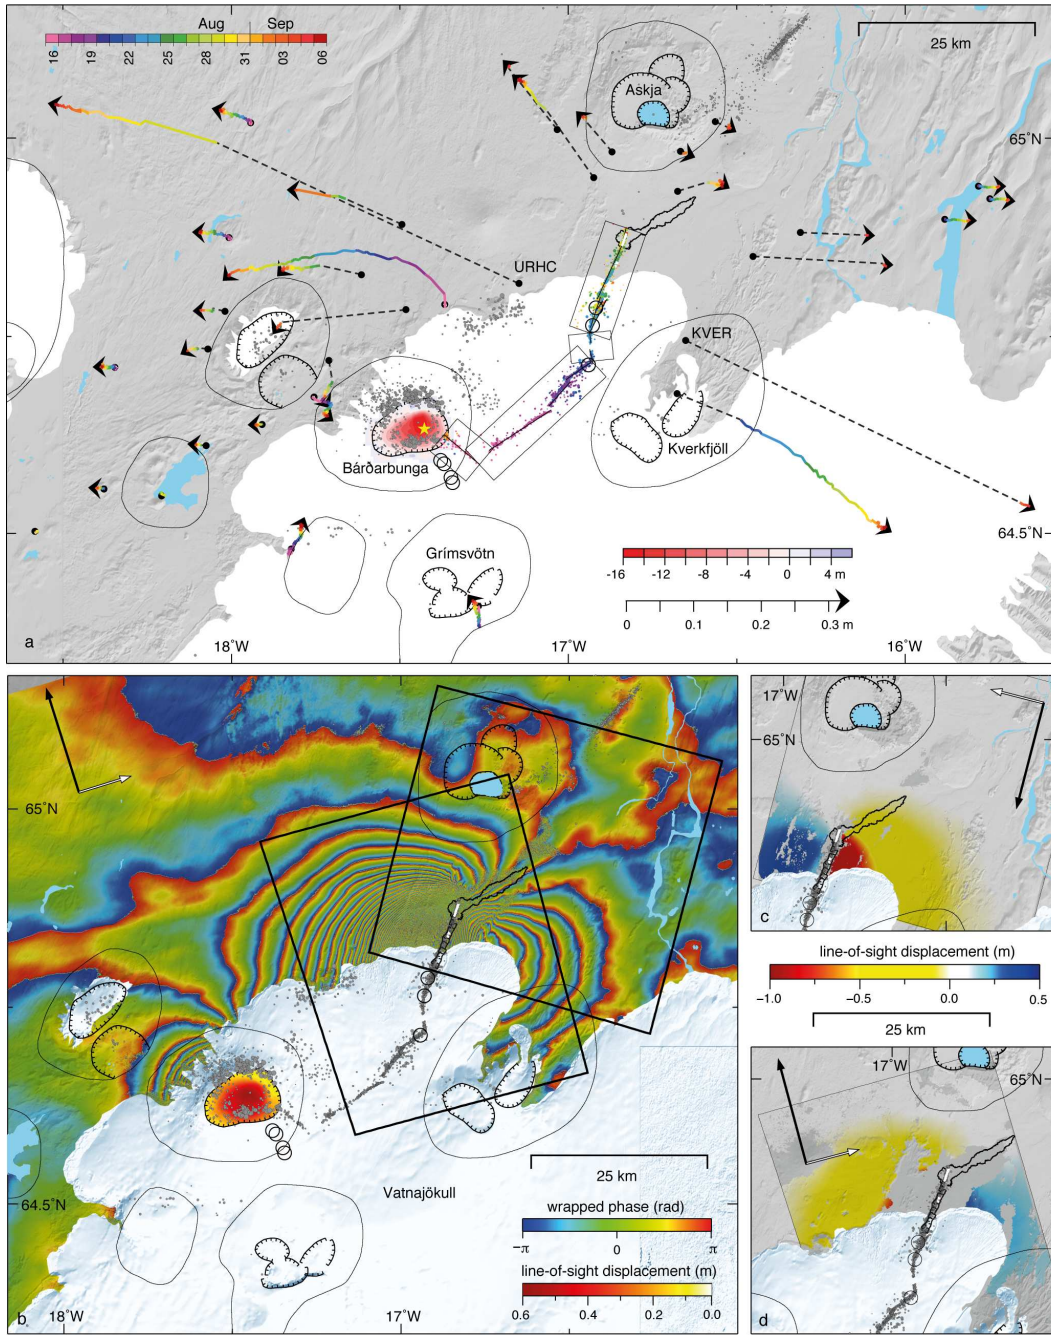 Aug Sep
16 19 22 25 28 31 03 06
25 km
Askja
65°N
URHC
KVER
Bárðarbunga
Kverkfjöll
64.5°N
Grímsvötn
-16 -12 -8 -4 0 4 m
0 0.1 0.2 0.3 m
a
18°W 17°W 16°W
65°N
25 km
Vatnajökull
64.5°N
wrapped phase (rad)
−π 0 π
line-of-sight displacement (m)
0.6 0.4 0.2 0.0
b
18°W 17°W
17°W
65°N
c
line-of-sight displacement (m)
-1.0 -0.5 0.0 0.5
25 km
17°W
65°N
d